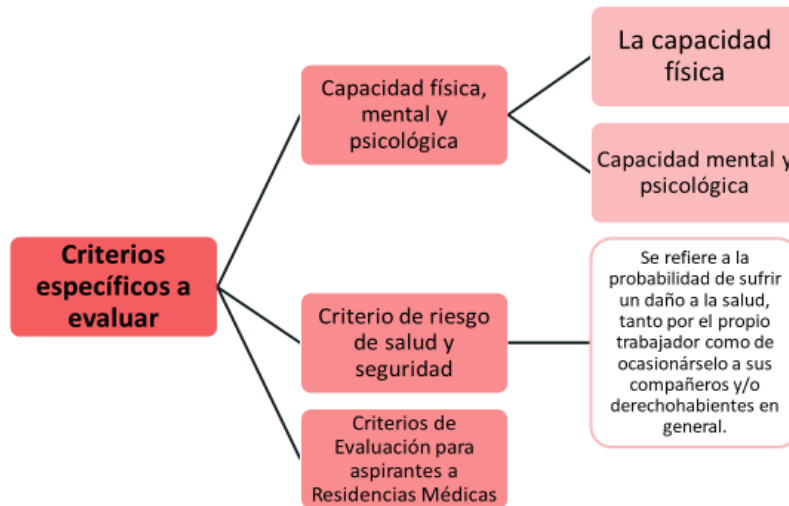 Criterios
específicos a
evaluar
Capacidad física,
mental y
psicológica
La capacidad
física
Capacidad mental y
psicológica
Criterio de riesgo
de salud y
seguridad
Se refiere a la
probabilidad de sufrir
un daño a la salud,
tanto por el propio
trabajador como de
ocasionárselo a sus
compañeros y/o
derechohabientes en
general.
Criterios de
Evaluación para
aspirantes a
Residencias Médicas